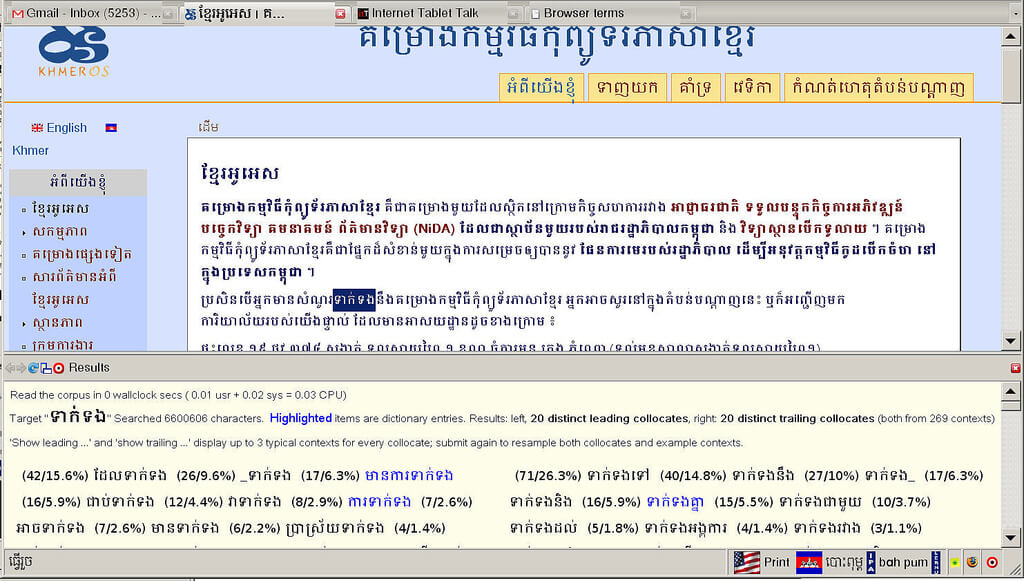 Gmail - Inbox (5253) - ...
ខ្មែរអូអេស | គ...
Internet Tablet Talk
Browser terms
KHMEROS
គម្រោងកម្មវិធីកុំព្យូទ័រភាសាខ្មែរ
អំពីយើងខ្ញុំ ទាញយក គាំទ្រ វេទិកា កំណត់ហេតុតំបន់បណ្ដាញ
English
Khmer
ដើម
អំពីយើងខ្ញុំ
ខ្មែរអូអេស
សកម្មភាព
គម្រោងផ្សេងទៀត
សារព័ត៌មានអំពី
ខ្មែរអូអេស
ស្ថានភាព
ក្រុមការងារ
ខ្មែរអូអេស
គម្រោងកម្មវិធីកុំព្យូទ័រភាសាខ្មែរ គឺជាគម្រោងមួយដែលស្ថិតនៅក្រោមកិច្ចសហការរវាង អាជ្ញាធរជាតិ ទទួលបន្ទុកកិច្ចការអភិវឌ្ឍន៍
បច្ចេកវិទ្យា គមនាគមន៍ ព័ត៌មានវិទ្យា (NiDA) ដែលជាស្ថាប័នមួយរបស់រាជរដ្ឋាភិបាលកម្ពុជា និង វិទ្យាស្ថានបើកទូលាយ ។ គម្រោង
កម្មវិធីកុំព្យូទ័រភាសាខ្មែរគឺជាផ្នែកដ៏សំខាន់មួយក្នុងការសម្រេចឲ្យបាននូវ ផែនការមេរបស់រដ្ឋាភិបាល ដើម្បីអនុវត្តកម្មវិធីកូដបើកចំហ នៅ
ក្នុងប្រទេសកម្ពុជា ។
ប្រសិនបើអ្នកមានសំណួរទាក់ទងនឹងគម្រោងកម្មវិធីកុំព្យូទ័រភាសាខ្មែរ អ្នកអាចសួរនៅក្នុងតំបន់បណ្ដាញនេះ ឬក៏អញ្ជើញមក
ការិយាល័យរបស់យើងផ្ទាល់ ដែលមានអាសយដ្ឋានដូចខាងក្រោម ៖
Results
Read the corpus in 0 wallclock secs ( 0.01 usr + 0.02 sys = 0.03 CPU)
Target "ទាក់ទង" Searched 6600606 characters. Highlighted items are dictionary entries. Results: left, 20 distinct leading collocates, right: 20 distinct trailing collocates (both from 269 contexts)
'Show leading ...' and 'show trailing ...' display up to 3 typical contexts for every collocate; submit again to resample both collocates and example contexts.
(42/15.6%) ដែលទាក់ទង (26/9.6%) _ទាក់ទង (17/6.3%) មានការទាក់ទង
(16/5.9%) ជាប់ទាក់ទង (12/4.4%) វាទាក់ទង (8/2.9%) ការទាក់ទង (7/2.6%)
អាចទាក់ទង (7/2.6%) មានទាក់ទង (6/2.2%) ប្រាស្រ័យទាក់ទង (4/1.4%)
(71/26.3%) ទាក់ទងទៅ (40/14.8%) ទាក់ទងនឹង (27/10%) ទាក់ទង_ (17/6.3%)
ទាក់ទងនិង (16/5.9%) ទាក់ទងគ្នា (15/5.5%) ទាក់ទងជាមួយ (10/3.7%)
ទាក់ទងដល់ (5/1.8%) ទាក់ទងអង្គការ (4/1.4%) ទាក់ទងរវាង (3/1.1%)
ធ្វើរួច
Print
បោះពុម្ព
IPA
bah pum